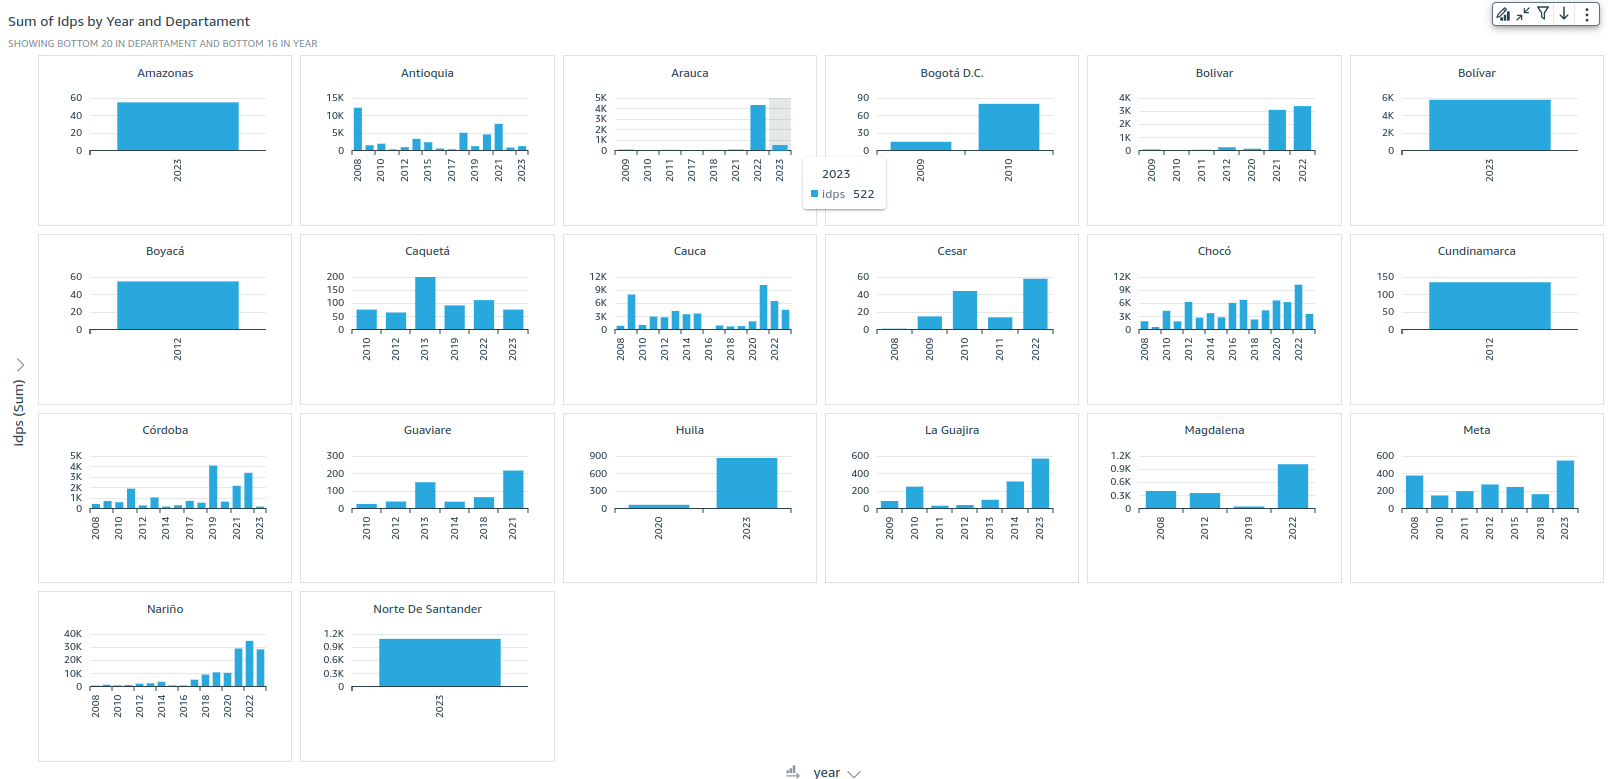 Sum of Idps by Year and Departament
SHOWING BOTTOM 20 IN DEPARTAMENT AND BOTTOM 16 IN YEAR
idps (Sum)
Amazonas
60
40
20
0
2023
Antioquia
15K
10K
5K
0
2008 2010 2012 2015 2017 2019 2021 2023
Arauca
5K
4K
3K
2K
1K
0
2009 2010 2011 2017 2018 2021 2022 2023
2023
idps 522
Bogotá D.C.
90
60
30
0
2009 2010
Bolivar
4K
3K
2K
1K
0
2009 2010 2011 2012 2020 2021 2022
Bolívar
6K
4K
2K
0
2023
Boyacá
60
40
20
0
2012
Caquetá
200
150
100
50
0
2010 2012 2013 2019 2022 2023
Cauca
12K
9K
6K
3K
0
2008 2010 2012 2014 2016 2018 2020 2022
Cesar
60
40
20
0
2008 2009 2010 2011 2022
Chocó
12K
9K
6K
3K
0
2008 2010 2012 2014 2016 2018 2020 2022
Cundinamarca
150
100
50
0
2012
Córdoba
5K
4K
3K
2K
1K
0
2008 2010 2012 2014 2017 2019 2021 2023
Guaviare
300
200
100
0
2010 2012 2013 2014 2018 2021
Huila
900
600
300
0
2020 2023
La Guajira
600
400
200
0
2009 2010 2011 2012 2013 2014 2023
Magdalena
1.2K
0.9K
0.6K
0.3K
0
2008 2012 2019 2022
Meta
600
400
200
0
2008 2010 2011 2012 2015 2018 2023
Nariño
40K
30K
20K
10K
0
2008 2010 2012 2014 2016 2018 2020 2022
Norte De Santander
1.2K
0.9K
0.6K
0.3K
0
2023
year